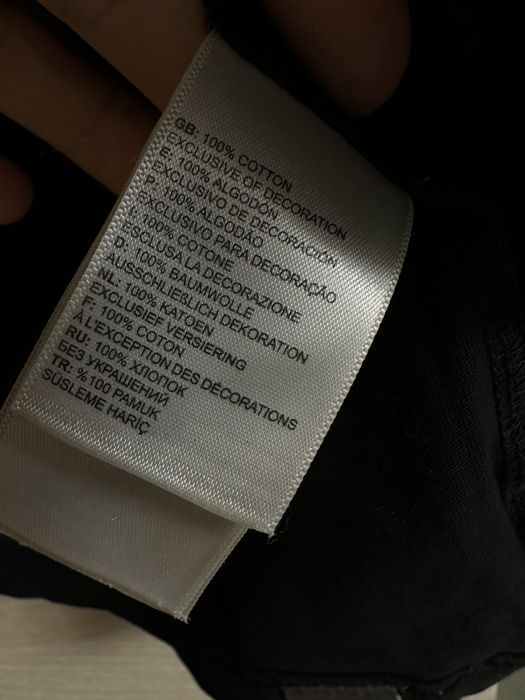 GB: 100% COTTON
EXCLUSIVE OF DECORATION
E: 100% ALGODÓN
EXCLUSIVO DE DECORACIÓN
P: 100% ALGODÃO
EXCLUSIVO PARA DECORAÇÃO
I: 100% COTONE
ESCLUSA LA DECORAZIONE
D: 100% BAUMWOLLE
AUSSCHLIEßLICH DEKORATION
NL: 100% KATOEN
EXCLUSIEF VERSIERING
F: 100% COTON
À L'EXCEPTION DES DÉCORATIONS
RU: 100% ХЛОПОК
БЕЗ УКРАШЕНИЙ
TR: %100 PAMUK
SÜSLEME HARİÇ